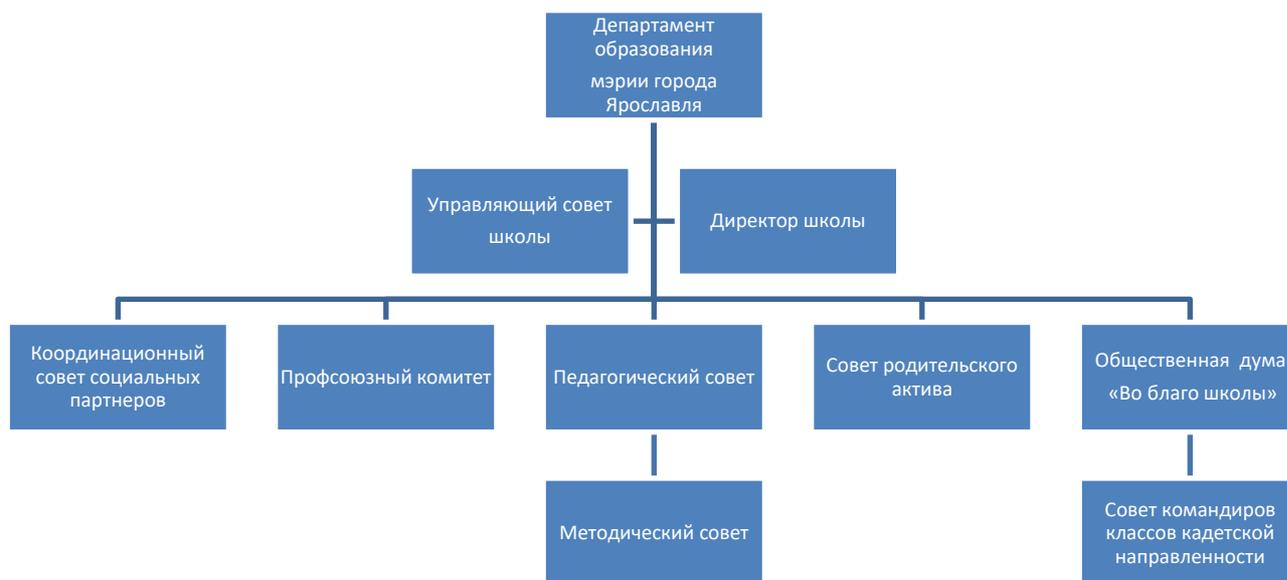 Департамент
образования
мэрии города
Ярославля
Управляющий совет
школы
Директор школы
Координационный
совет социальных
партнеров
Профсоюзный комитет
Педагогический совет
Совет родительского
актива
Общественная дума
«Во благо школы»
Методический совет
Совет командиров
классов кадетской
направленности